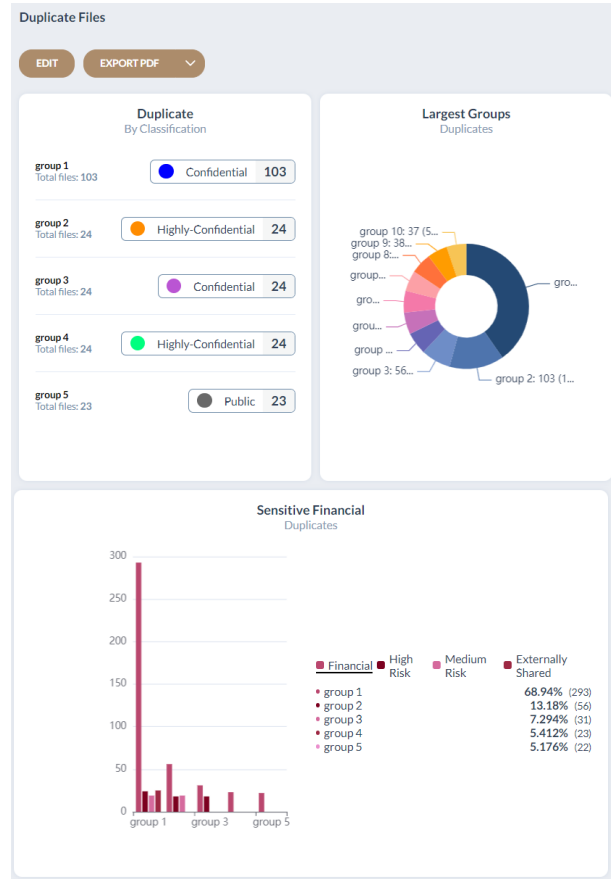 Duplicate Files
EDIT
EXPORT PDF
Duplicate
By Classification
group 1
Total files: 103
Confidential 103
group 2
Total files: 24
Highly-Confidential 24
group 3
Total files: 24
Confidential 24
group 4
Total files: 24
Highly-Confidential 24
group 5
Total files: 23
Public 23
Largest Groups
Duplicates
group 10: 37 (5...
group 9: 38...
group 8:...
group...
gro...
grou...
group ...
group 3: 56...
gro...
group 2: 103 (1...
Sensitive Financial
Duplicates
300
250
200
150
100
50
0
group 1 group 3 group 5
Financial High Risk Medium Risk Externally Shared
group 1 68.94% (293)
group 2 13.18% (56)
group 3 7.294% (31)
group 4 5.412% (23)
group 5 5.176% (22)